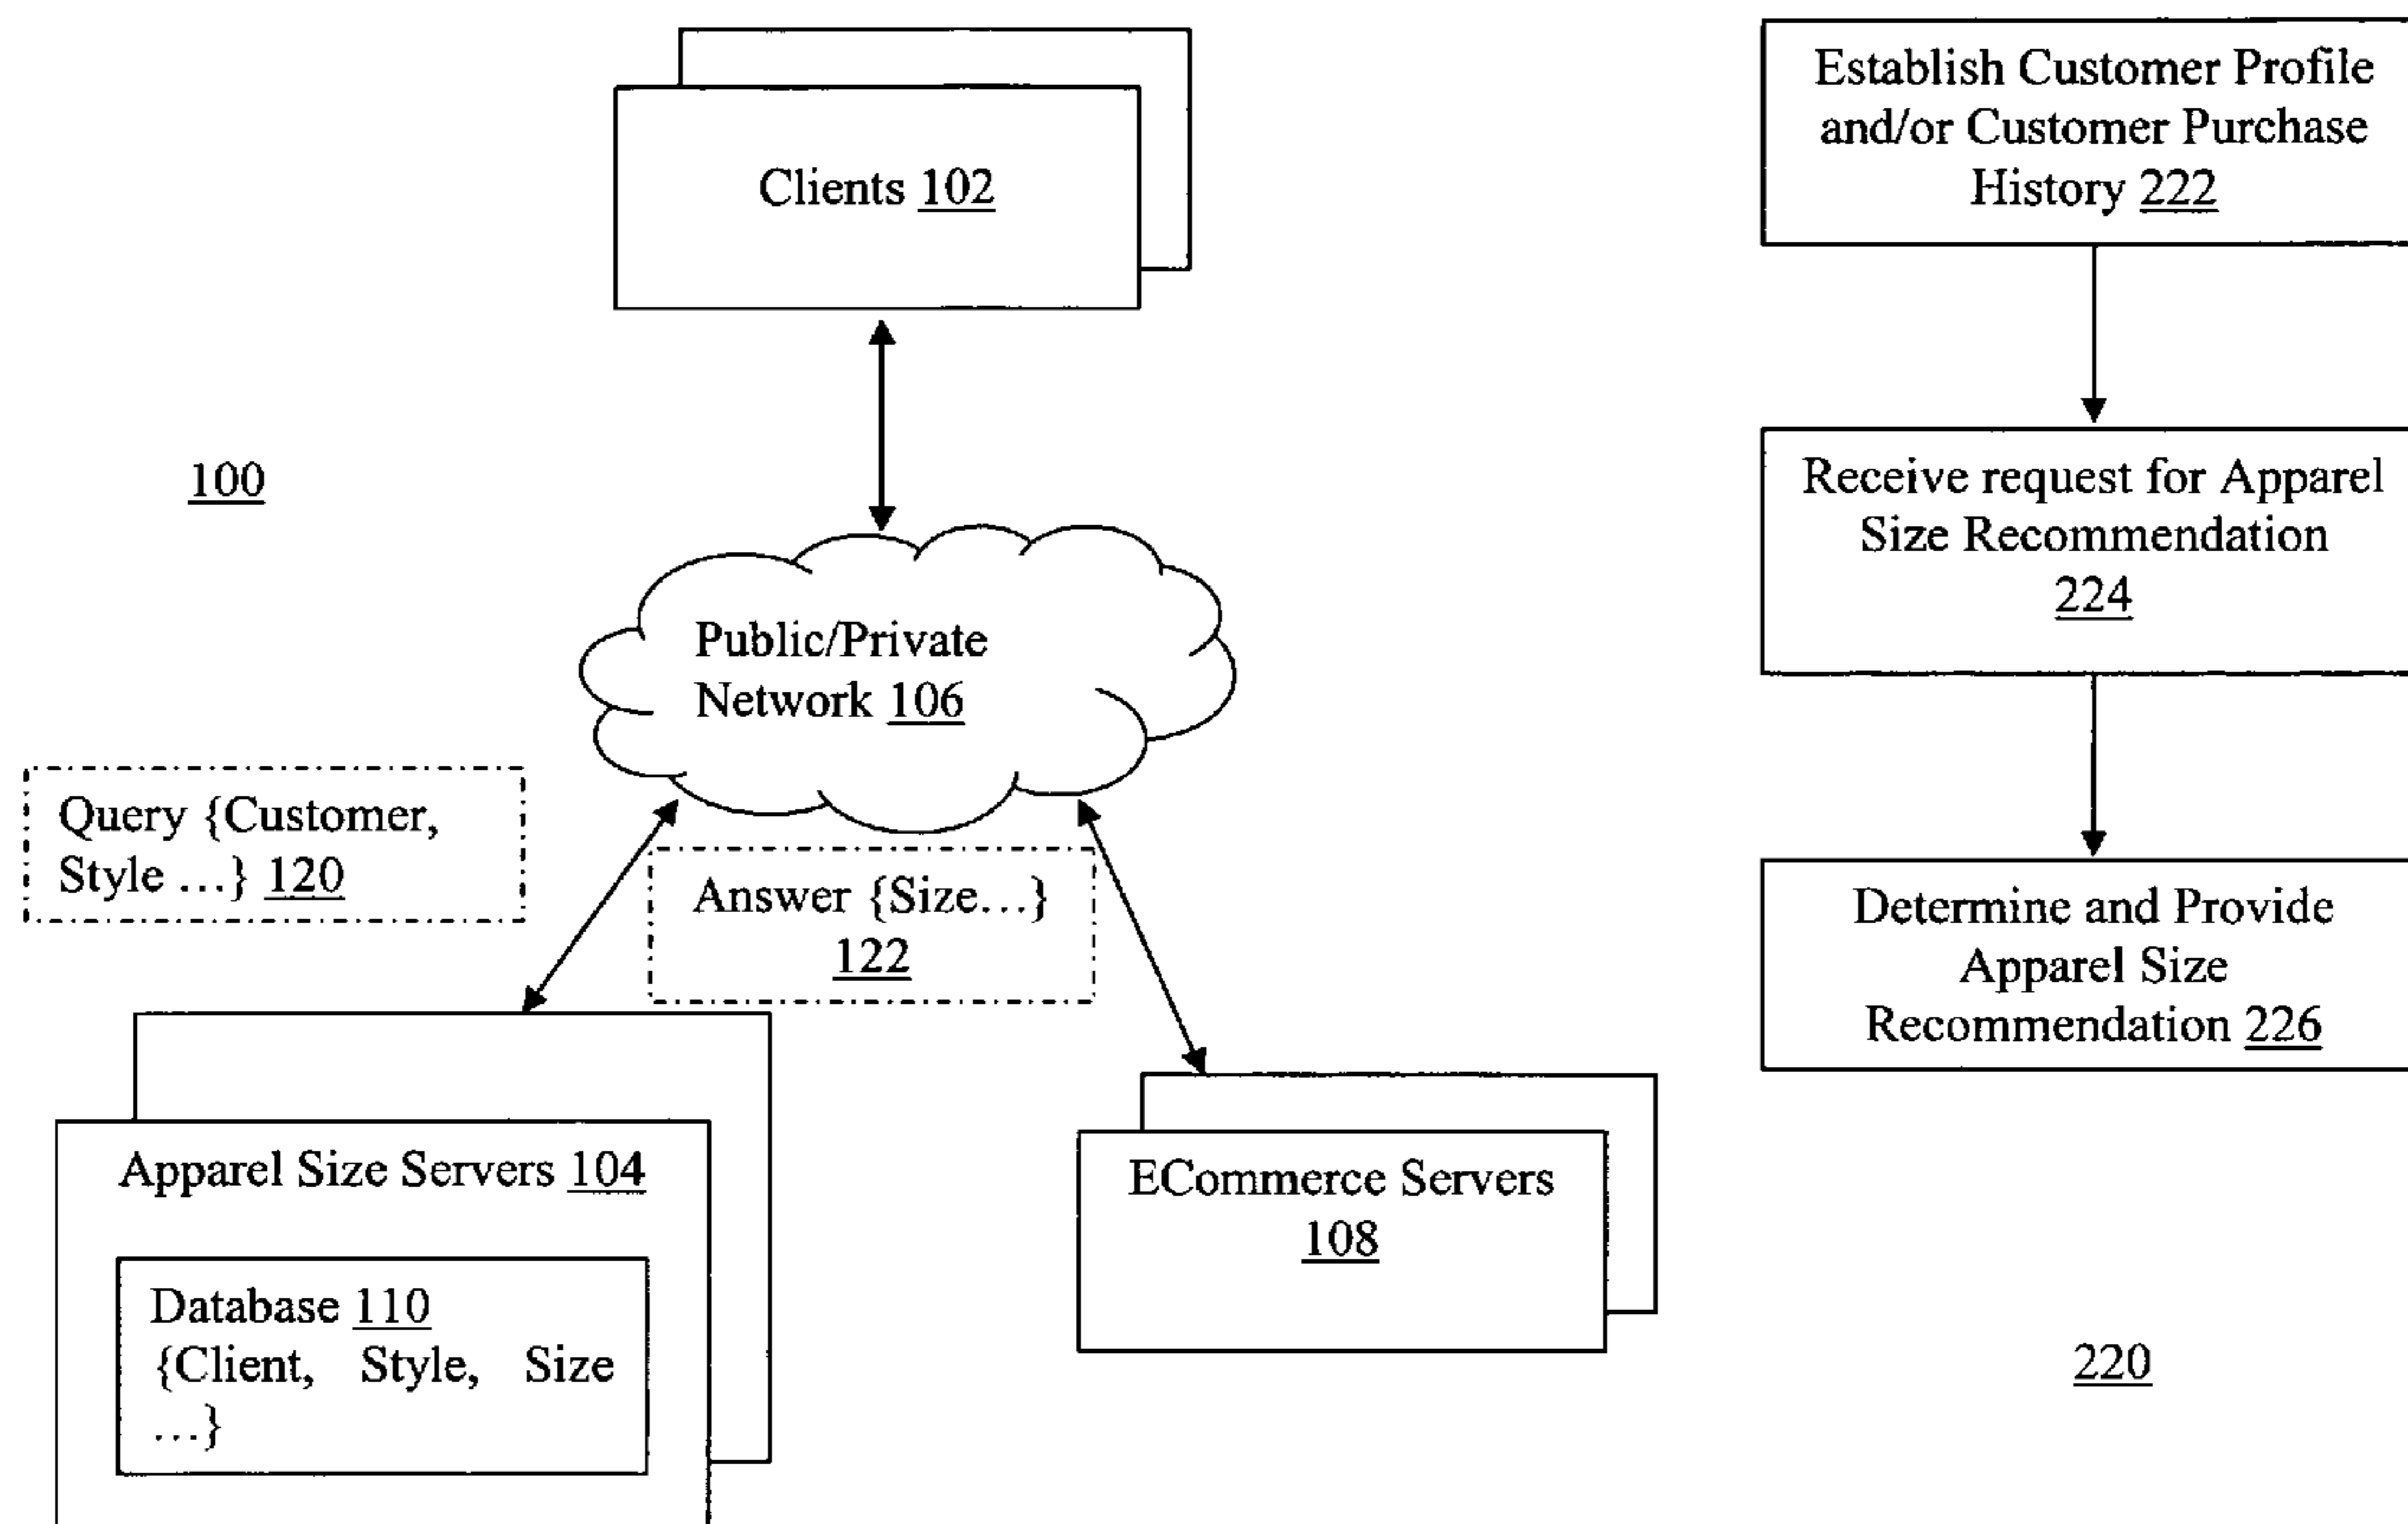 Clients 102
100
Public/Private
Network 106
Query {Customer,
Style ...} 120
Answer {Size...}
122
Apparel Size Servers 104
Database 110
{Client, Style, Size
...}
ECommerce Servers
108
Establish Customer Profile
and/or Customer Purchase
History 222
Receive request for Apparel
Size Recommendation
224
Determine and Provide
Apparel Size
Recommendation 226
220